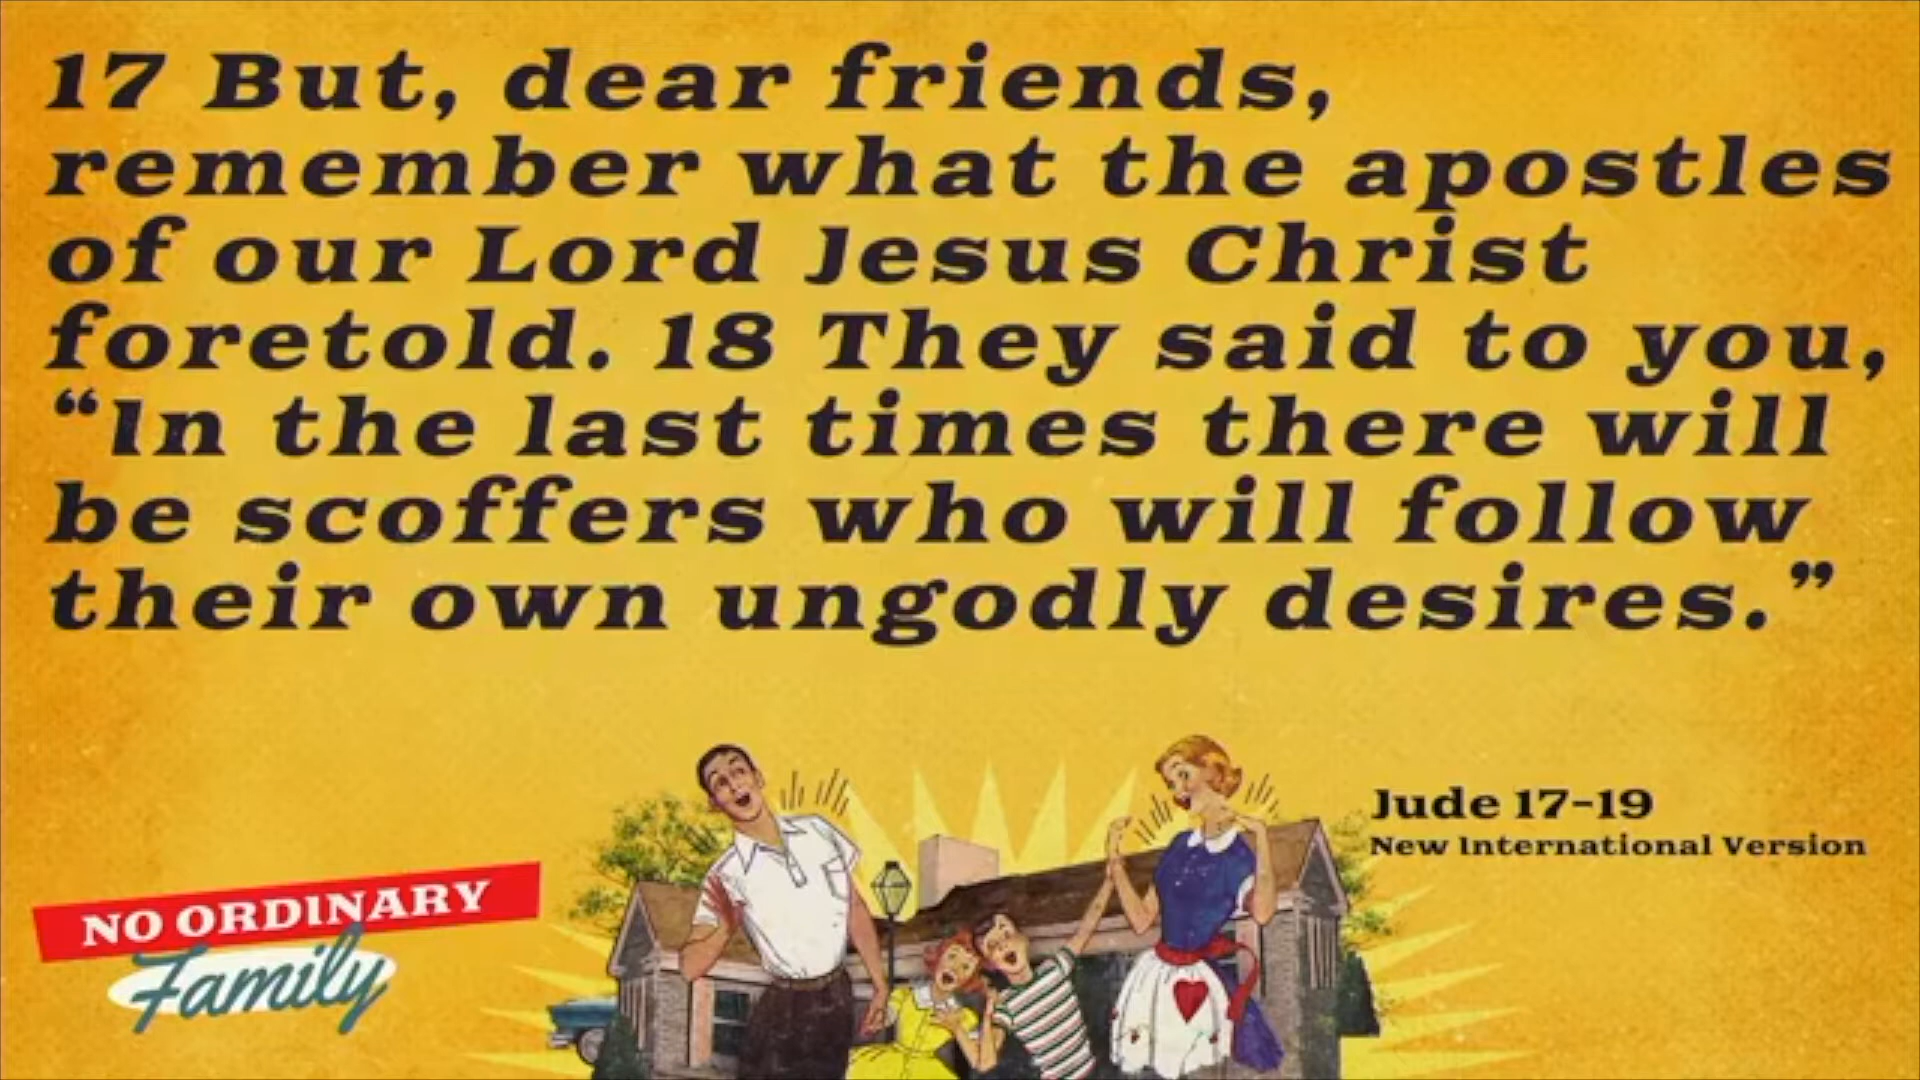 17 But, dear friends,
remember what the apostles
of our Lord Jesus Christ
foretold. 18 They said to you,
“In the last times there will
be scoffers who will follow
their own ungodly desires.”
Jude 17-19
New International Version
NO ORDINARY
Family